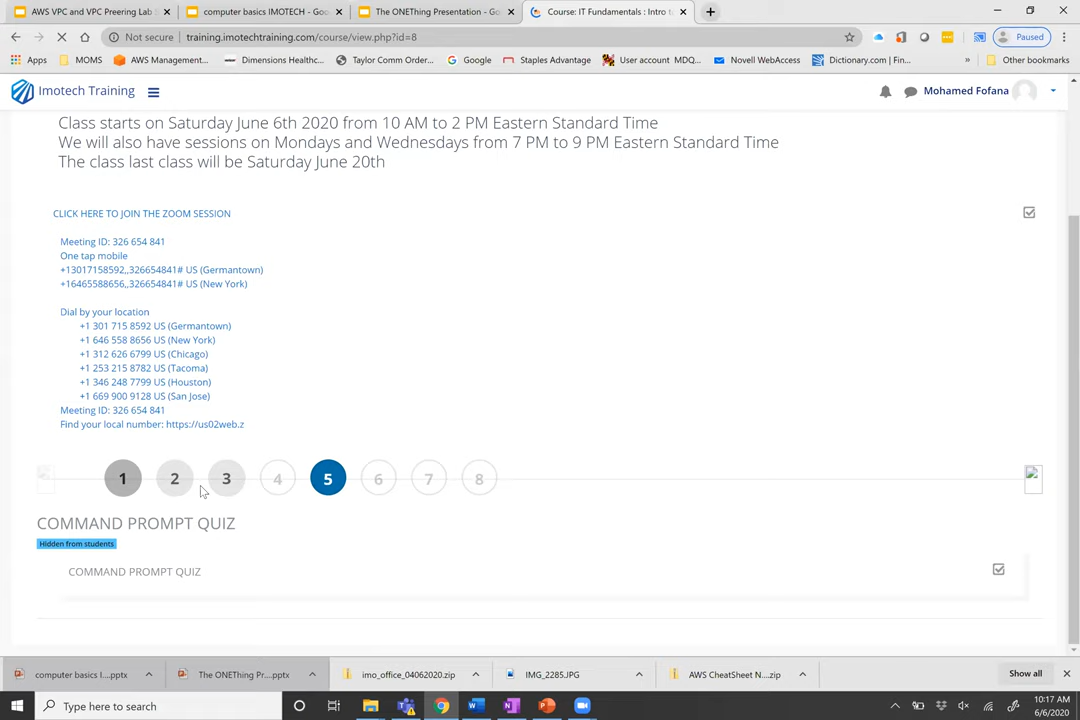 AWS VPC and VPC Preering Lab
computer basics IMOTECH - Goo
The ONEThing Presentation - Go
Course: IT Fundamentals : Intro t
Not secure | training.imotechtraining.com/course/view.php?id=8
Paused
Apps
MOMS
AWS Management...
Dimensions Healthc...
Taylor Comm Order...
Google
Staples Advantage
User account MDQ...
Novell WebAccess
Dictionary.com | Fin...
»
Other bookmarks
Imotech Training
Mohamed Fofana
Class starts on Saturday June 6th 2020 from 10 AM to 2 PM Eastern Standard Time
We will also have sessions on Mondays and Wednesdays from 7 PM to 9 PM Eastern Standard Time
The class last class will be Saturday June 20th
CLICK HERE TO JOIN THE ZOOM SESSION
Meeting ID: 326 654 841
One tap mobile
+13017158592,,326654841# US (Germantown)
+16465588656,,326654841# US (New York)
Dial by your location
+1 301 715 8592 US (Germantown)
+1 646 558 8656 US (New York)
+1 312 626 6799 US (Chicago)
+1 253 215 8782 US (Tacoma)
+1 346 248 7799 US (Houston)
+1 669 900 9128 US (San Jose)
Meeting ID: 326 654 841
Find your local number: https://us02web.z
1 2 3 4 5 6 7 8
COMMAND PROMPT QUIZ
Hidden from students
COMMAND PROMPT QUIZ
computer basics I....pptx
The ONEThing Pr....pptx
imo_office_04062020.zip
IMG_2285.JPG
AWS CheatSheet N....zip
Show all
Type here to search
10:17 AM
6/6/2020